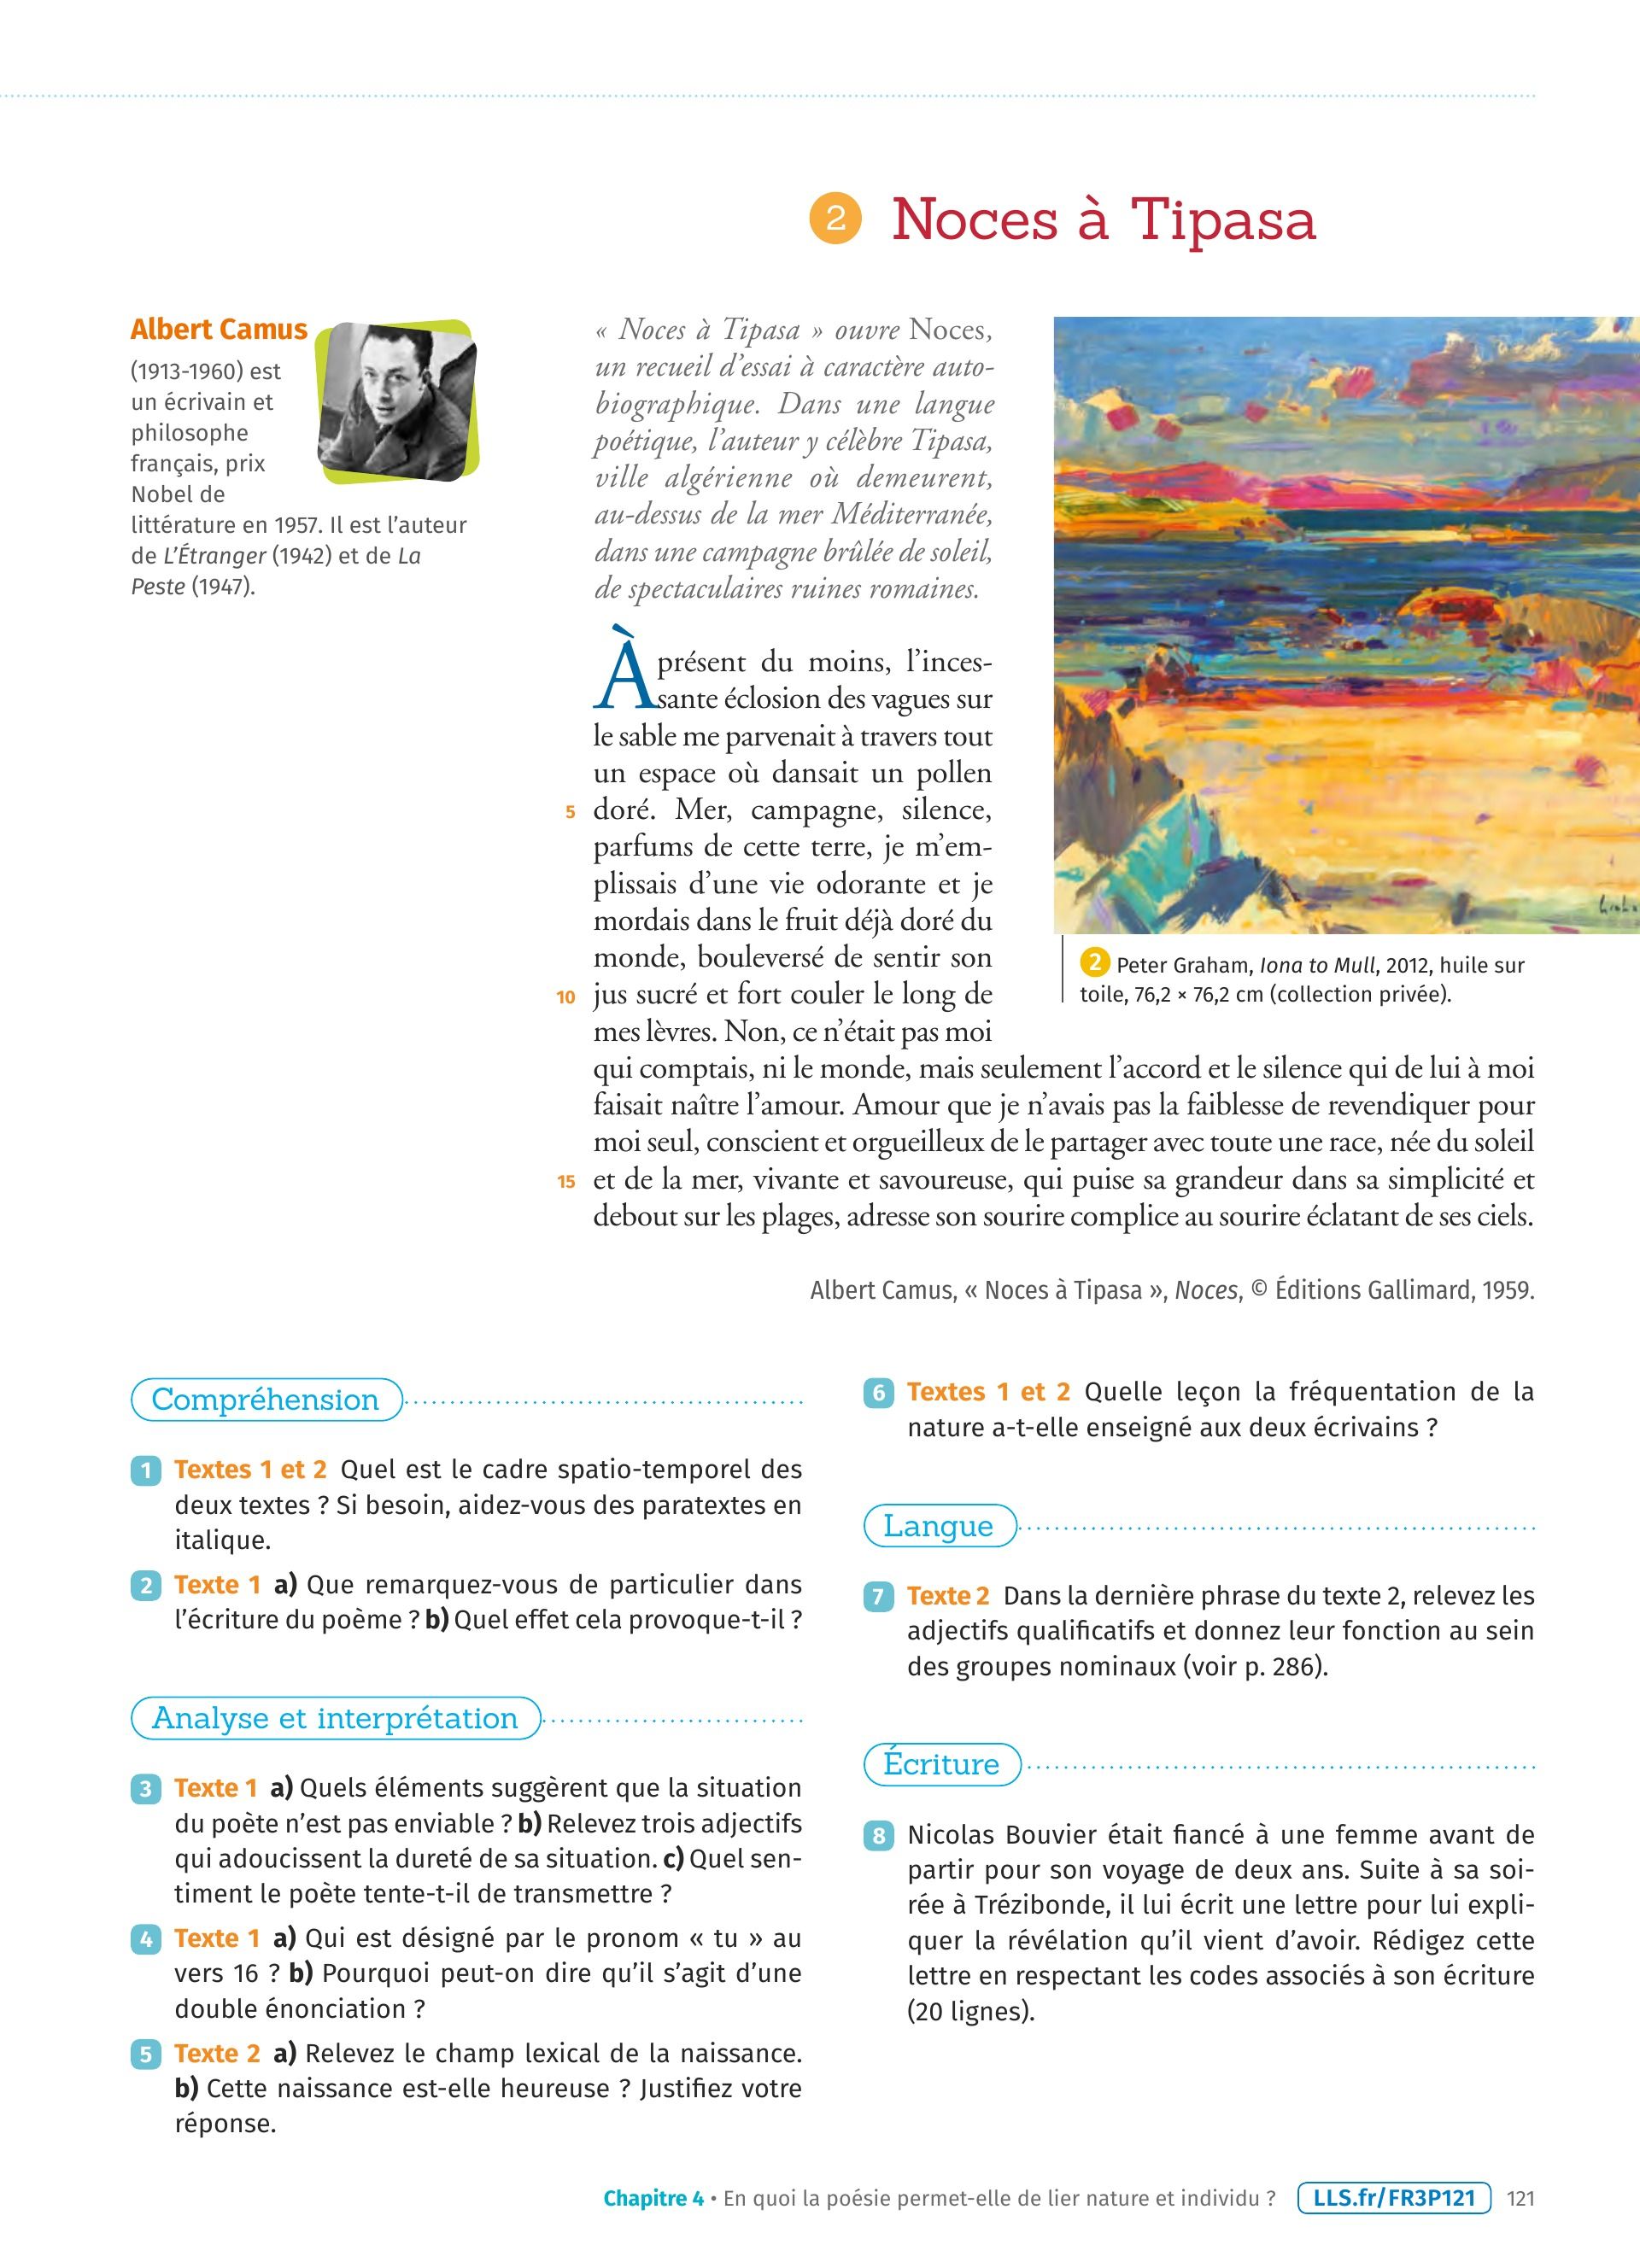 2 Noces à Tipasa
Albert Camus
(1913-1960) est
un écrivain et
philosophe
français, prix
Nobel de
littérature en 1957. Il est l'auteur
de L'Étranger (1942) et de La
Peste (1947).
« Noces à Tipasa » ouvre Noces,
un recueil d'essai à caractère auto-
biographique. Dans une langue
poétique, l'auteur y célèbre Tipasa,
ville algérienne où demeurent,
au-dessus de la mer Méditerranée,
dans une campagne brûlée de soleil,
de spectaculaires ruines romaines.
À présent du moins, l'inces-
sante éclosion des vagues sur
le sable me parvenait à travers tout
un espace où dansait un pollen
5 doré. Mer, campagne, silence,
parfums de cette terre, je m'em-
plissais d'une vie odorante et je
mordais dans le fruit déjà doré du
monde, bouleversé de sentir son
10 jus sucré et fort couler le long de
mes lèvres. Non, ce n'était pas moi
qui comptais, ni le monde, mais seulement l'accord et le silence qui de lui à moi
faisait naître l'amour. Amour que je n'avais pas la faiblesse de revendiquer pour
moi seul, conscient et orgueilleux de le partager avec toute une race, née du soleil
15 et de la mer, vivante et savoureuse, qui puise sa grandeur dans sa simplicité et
debout sur les plages, adresse son sourire complice au sourire éclatant de ses ciels.
Albert Camus, « Noces à Tipasa », Noces, © Éditions Gallimard, 1959.
2 Peter Graham, Iona to Mull, 2012, huile sur
toile, 76,2 × 76,2 cm (collection privée).
Compréhension
1 Textes 1 et 2 Quel est le cadre spatio-temporel des
deux textes ? Si besoin, aidez-vous des paratextes en
italique.
2 Texte 1 a) Que remarquez-vous de particulier dans
l'écriture du poème ? b) Quel effet cela provoque-t-il ?
Analyse et interprétation
3 Texte 1 a) Quels éléments suggèrent que la situation
du poète n'est pas enviable ? b) Relevez trois adjectifs
qui adoucissent la dureté de sa situation. c) Quel sen-
timent le poète tente-t-il de transmettre ?
4 Texte 1 a) Qui est désigné par le pronom « tu » au
vers 16 ? b) Pourquoi peut-on dire qu'il s'agit d'une
double énonciation ?
5 Texte 2 a) Relevez le champ lexical de la naissance.
b) Cette naissance est-elle heureuse ? Justifiez votre
réponse.
6 Textes 1 et 2 Quelle leçon la fréquentation de la
nature a-t-elle enseigné aux deux écrivains ?
Langue
7 Texte 2 Dans la dernière phrase du texte 2, relevez les
adjectifs qualificatifs et donnez leur fonction au sein
des groupes nominaux (voir p. 286).
Écriture
8 Nicolas Bouvier était fiancé à une femme avant de
partir pour son voyage de deux ans. Suite à sa soi-
rée à Trézibonde, il lui écrit une lettre pour lui expli-
quer la révélation qu'il vient d'avoir. Rédigez cette
lettre en respectant les codes associés à son écriture
(20 lignes).
Chapitre 4 • En quoi la poésie permet-elle de lier nature et individu ? LLS.fr/FR3P121 121